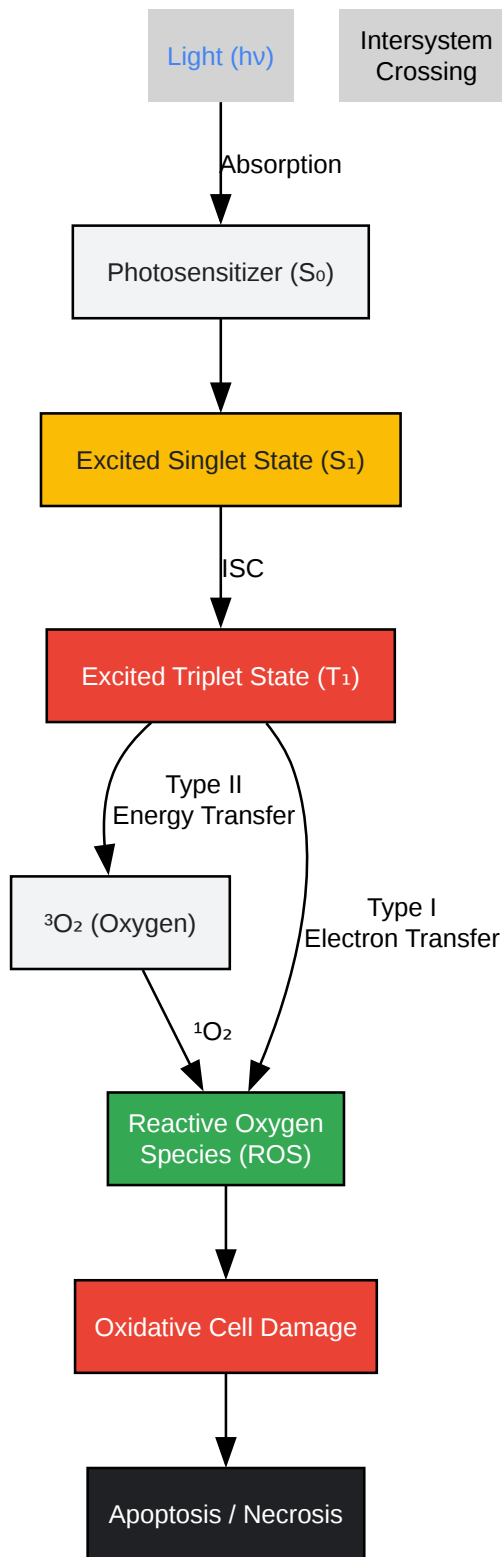 Light (hν)
Intersystem
Crossing
Absorption
Photosensitizer (S₀)
Excited Singlet State (S₁)
ISC
Excited Triplet State (T₁)
Type II
Energy Transfer
³O₂ (Oxygen)
Type I
Electron Transfer
¹O₂
Reactive Oxygen
Species (ROS)
Oxidative Cell Damage
Apoptosis / Necrosis